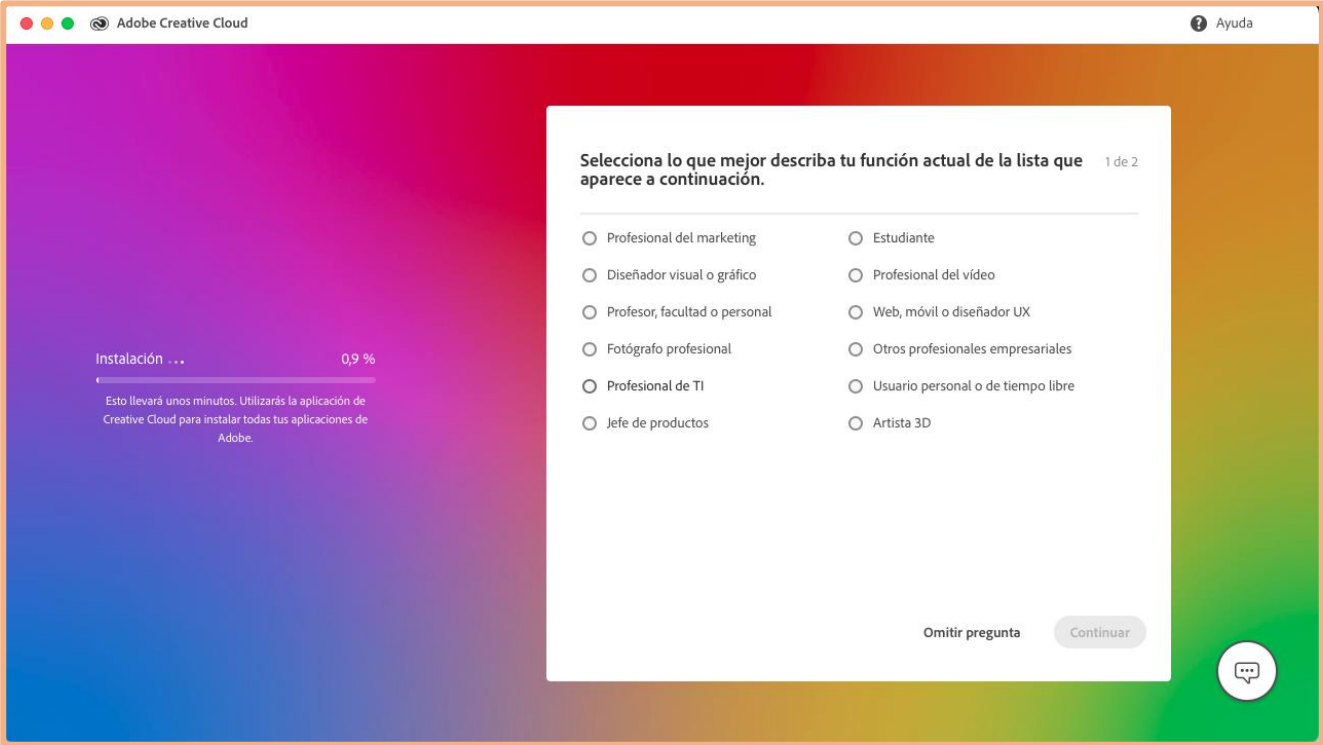 Adobe Creative Cloud
Ayuda
Instalación ...
0,9 %
Esto llevará unos minutos. Utilizarás la aplicación de
Creative Cloud para instalar todas tus aplicaciones de
Adobe.
Selecciona lo que mejor describa tu función actual de la lista que
aparece a continuación.
1 de 2
Profesional del marketing
Estudiante
Diseñador visual o gráfico
Profesional del vídeo
Profesor, facultad o personal
Web, móvil o diseñador UX
Fotógrafo profesional
Otros profesionales empresariales
Profesional de TI
Usuario personal o de tiempo libre
Jefe de productos
Artista 3D
Omitir pregunta
Continuar